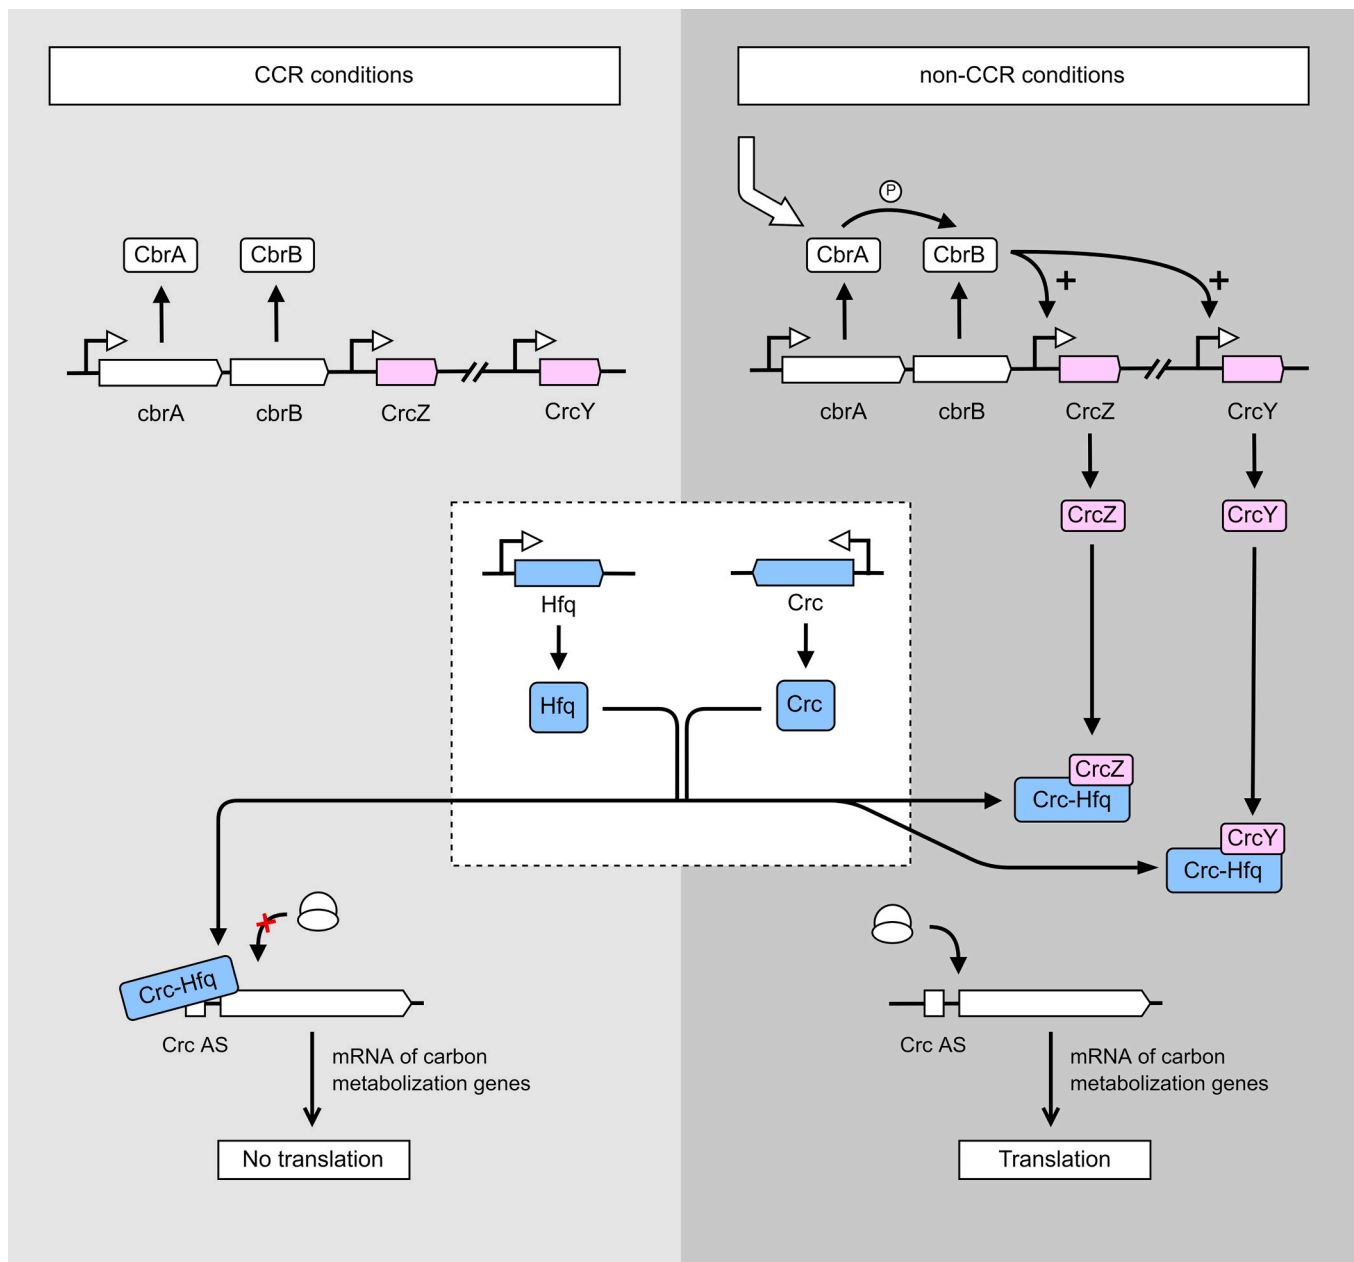 CCR conditions
CbrA
CbrB
cbrA
cbrB
CrcZ
CrcY
non-CCR conditions
P
CbrA
CbrB
+
+
cbrA
cbrB
CrcZ
CrcY
CrcZ
CrcY
Hfq
Crc
Hfq
Crc
CrcZ
Crc-Hfq
CrcY
Crc-Hfq
Crc-Hfq
Crc AS
mRNA of carbon
metabolization genes
No translation
Crc AS
mRNA of carbon
metabolization genes
Translation